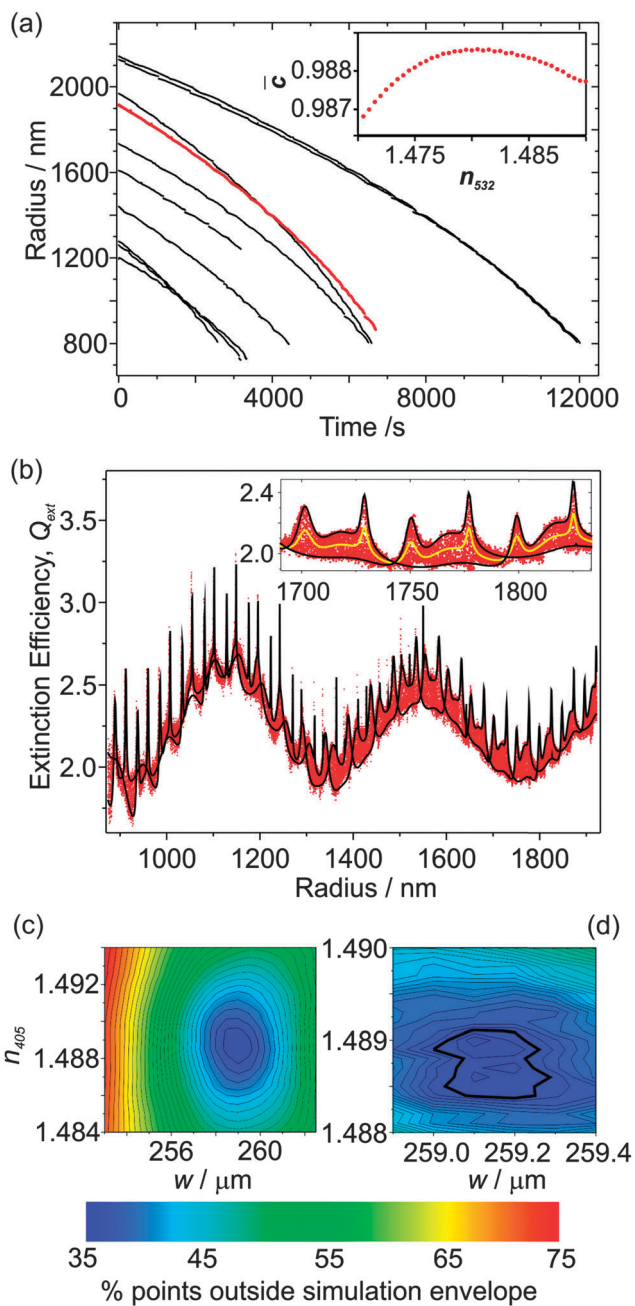 (a)
Radius / nm
2000
1600
1200
800
0 4000 8000 12000
Time /s
c
0.988
0.987
1.475 1.485
n532
(b)
Extinction Efficiency, Qext
3.5
3.0
2.5
2.0
1000 1200 1400 1600 1800
Radius / nm
2.4
2.0
1700 1750 1800
(c)
n405
1.492
1.488
1.484
256 260
w / μm
(d)
1.490
1.489
1.488
259.0 259.2 259.4
w / μm
35 45 55 65 75
% points outside simulation envelope